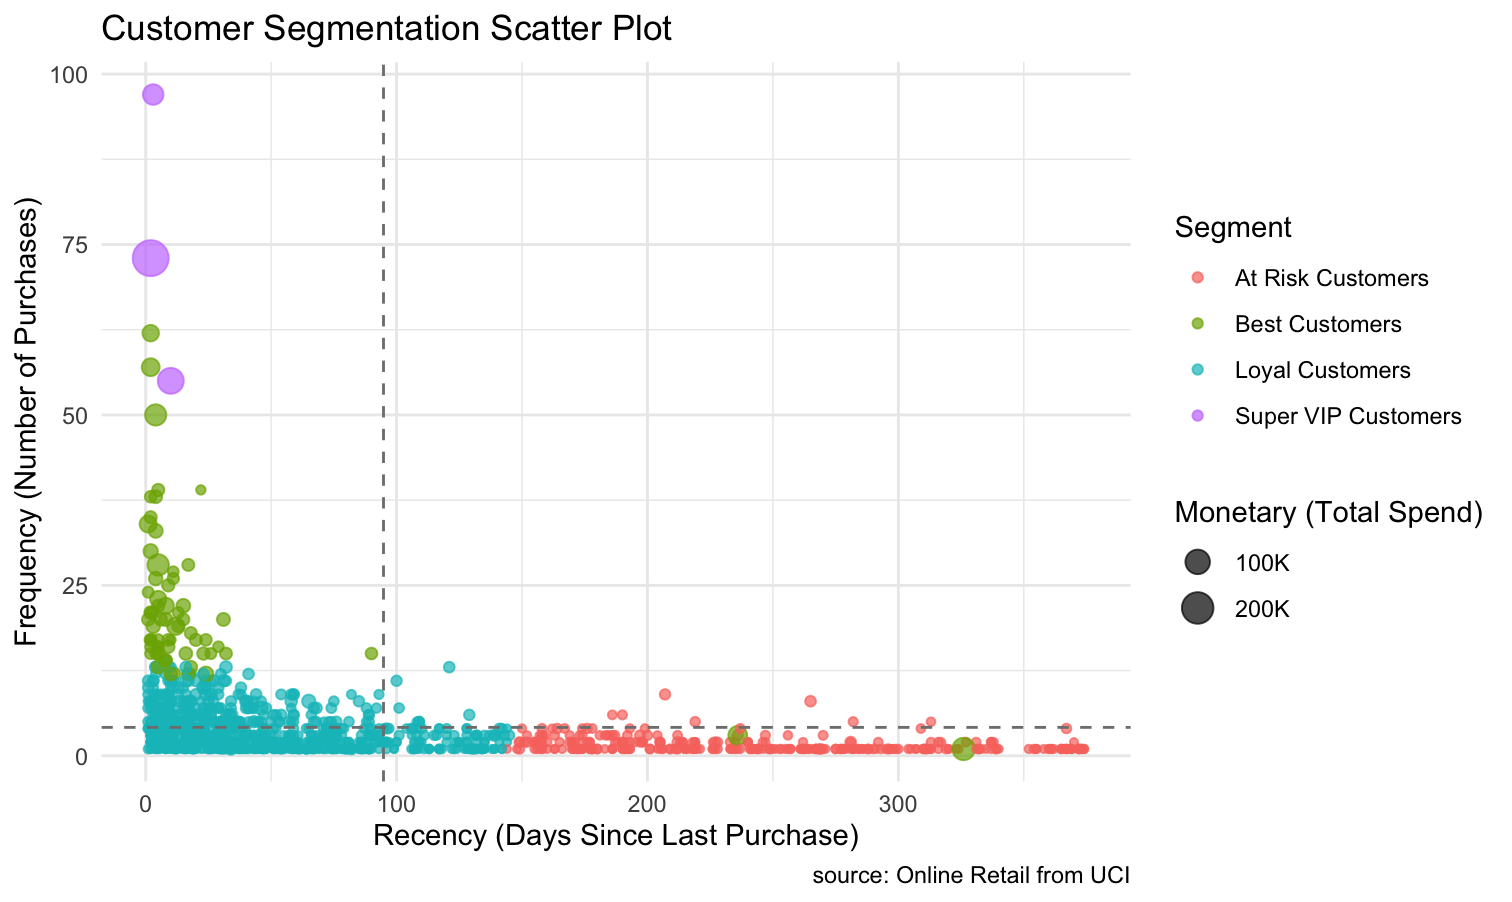 Customer Segmentation Scatter Plot
Frequency (Number of Purchases)
100
75
50
25
0
0 100 200 300
Recency (Days Since Last Purchase)
source: Online Retail from UCI
Segment
At Risk Customers
Best Customers
Loyal Customers
Super VIP Customers
Monetary (Total Spend)
100K
200K